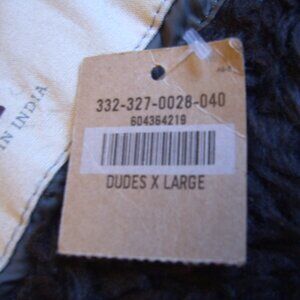 IN INDIA
332-327-0028-040
604364219
DUDES X LARGE